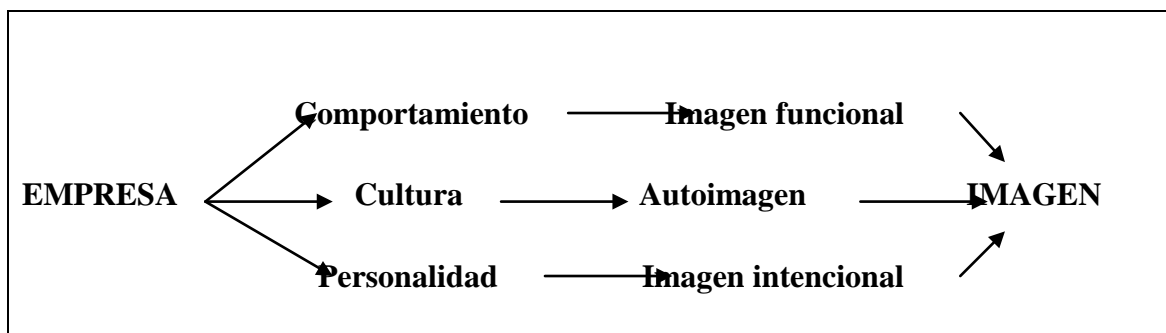 Comportamiento Imagen funcional
EMPRESA Cultura Autoimagen IMAGEN
Personalidad Imagen intencional